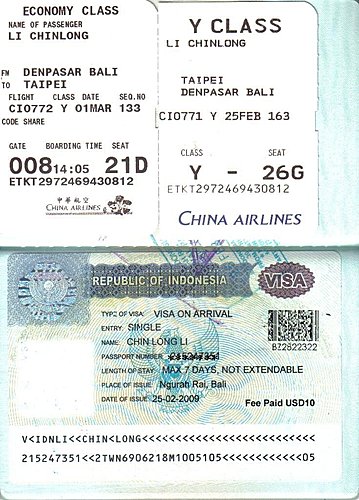 ECONOMY CLASS
NAME OF PASSENGER
LI CHINLONG
FM DENPASAR BALI
TO TAIPEI
FLIGHT CLASS DATE SEQ.NO
CI0772 Y 01MAR 133
CODE SHARE
GATE BOARDING TIME SEAT
008 14:05 21D
ETKT2972469430812
中華航空
CHINA AIRLINES
Y CLASS
LI CHINLONG
TAIPEI
DENPASAR BALI
CI0771 Y 25FEB 163
CLASS SEAT
Y - 26G
ETKT2972469430812
CHINA AIRLINES
REPUBLIC OF INDONESIA
VISA
TYPE OF VISA: VISA ON ARRIVAL
ENTRY: SINGLE
NAME: CHIN LONG LI
PASSPORT NUMBER
LENGTH OF STAY: MAX 7 DAYS, NOT EXTENDABLE
PLACE OF ISSUE: Ngurah Rai, Bali
DATE OF ISSUE: 25-02-2009
BZ2622322
Fee Paid USD10
V<IDNLI<<CHIN<LONG<<<<<<<<<<<<<<<<<<
215247351<<2TWN6906218M1005105<<<<<<<<<<<05